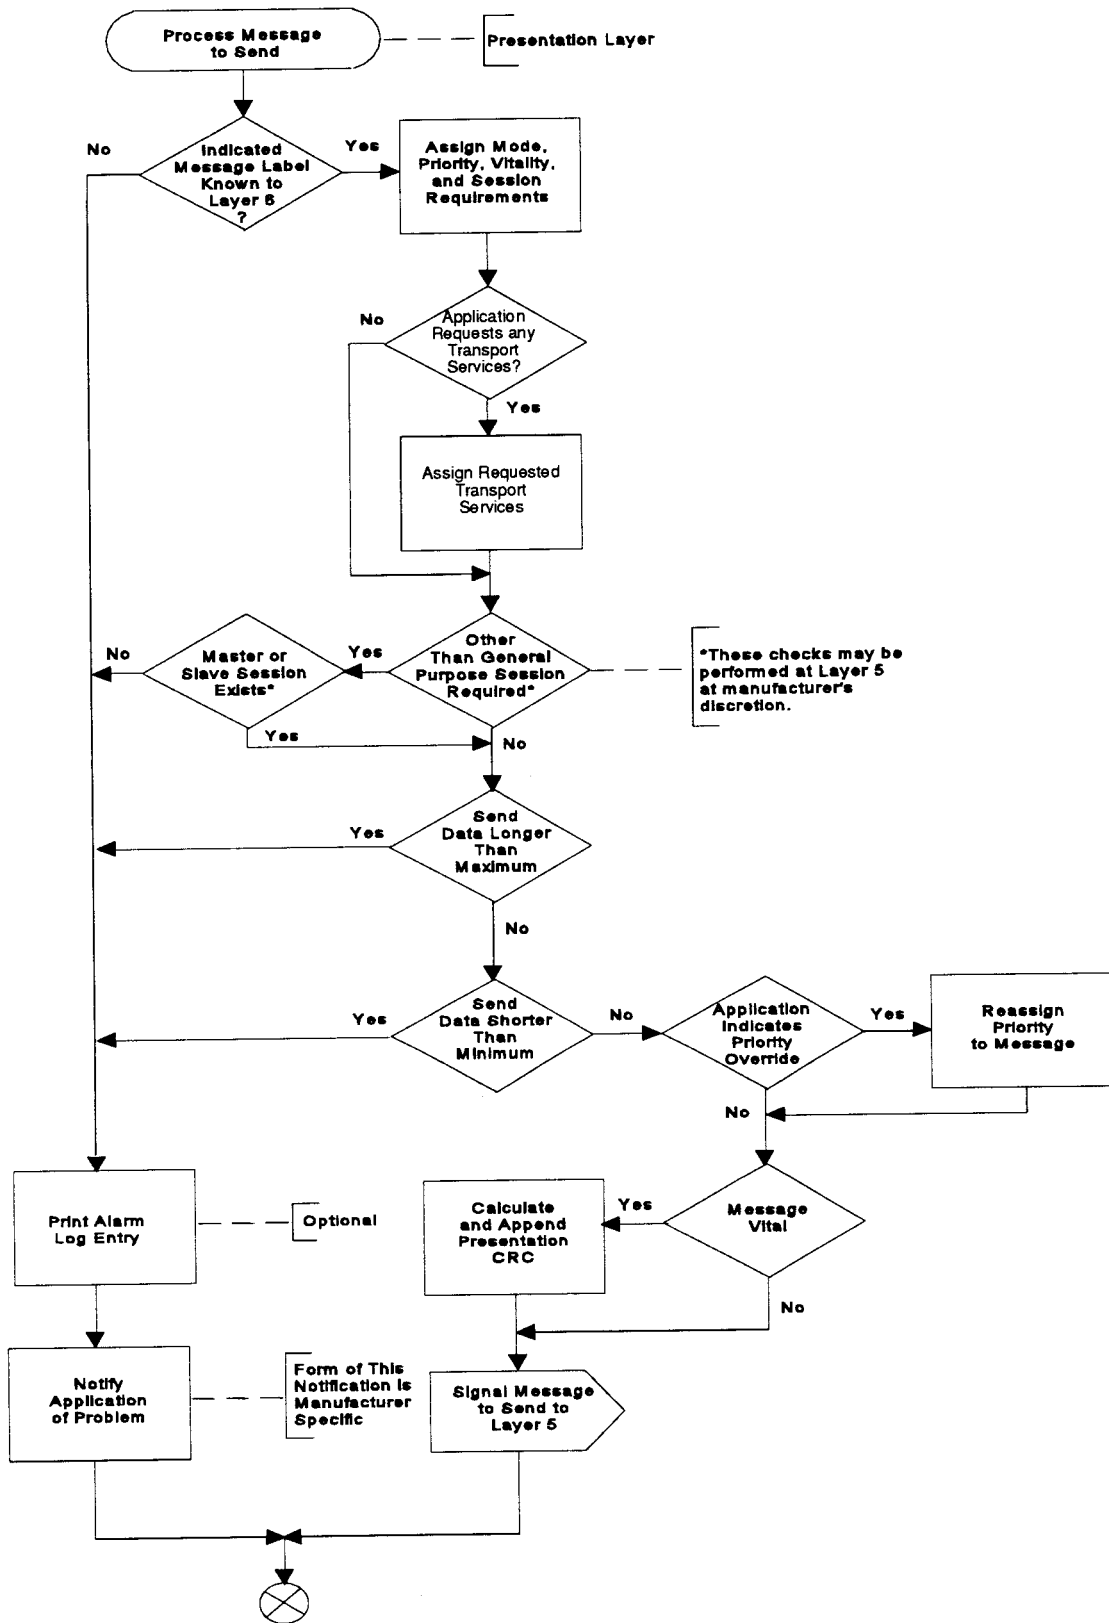 Process Message
to Send
Presentation Layer
No
Indicated
Message Label
Known to
Layer 6
?
Yes
Assign Mode,
Priority, Vitality,
and Session
Requirements
No
Application
Requests any
Transport
Services?
Yes
Assign Requested
Transport
Services
No
Master or
Slave Session
Exists*
Yes
Other
Than General
Purpose Session
Required*
*These checks may be
performed at Layer 5
at manufacturer's
discretion.
Yes
No
Yes
Send
Data Longer
Than
Maximum
No
Yes
Send
Data Shorter
Than
Minimum
No
Application
Indicates
Priority
Override
Yes
Reassign
Priority
to Message
No
Print Alarm
Log Entry
Optional
Calculate
and Append
Presentation
CRC
Yes
Message
Vital
No
Notify
Application
of Problem
Form of This
Notification is
Manufacturer
Specific
Signal Message
to Send to
Layer 5